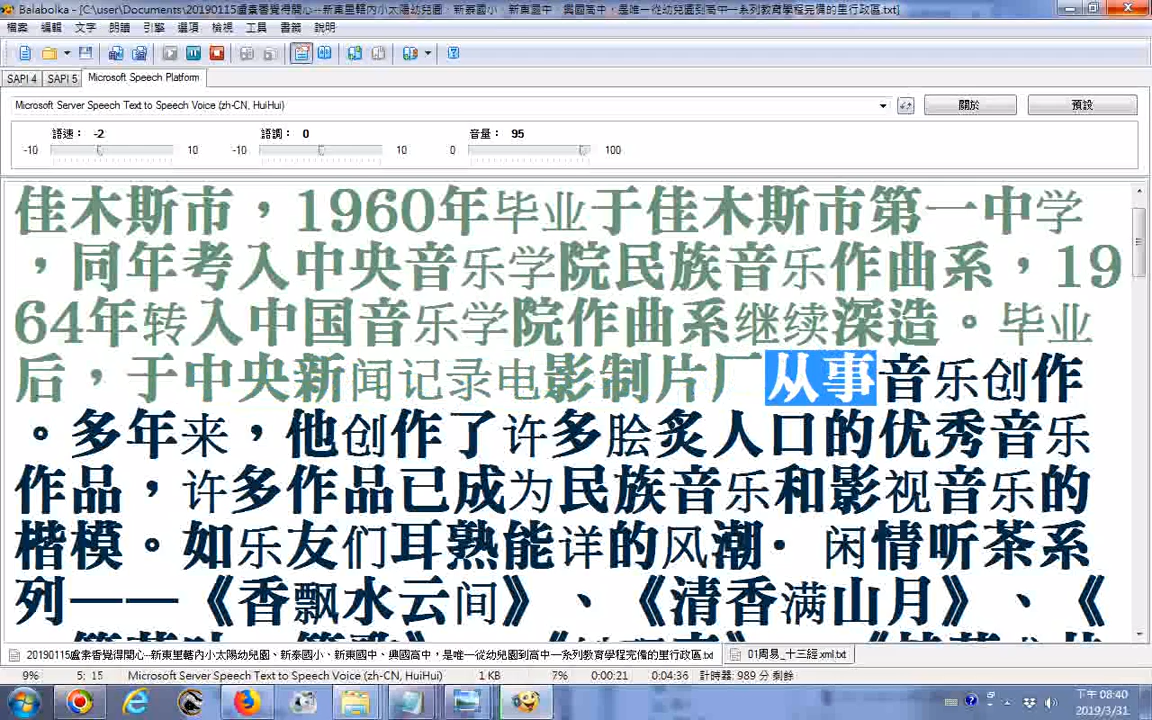 Balabolka - [C:\user\Documents\20190115盧素香覺得開心--新東里轄內小太陽幼兒園、新泰國小、新東國中、興國高中，是唯一從幼兒園到高中一系列教育學程完備的里行政區.txt]
檔案 編輯 文字 朗讀 引擎 選項 檢視 工具 書籤 說明
SAPI 4 SAPI 5 Microsoft Speech Platform
Microsoft Server Speech Text to Speech Voice (zh-CN, HuiHui) 關於 預設
語速： -2 語調： 0 音量： 95
-10 10 -10 10 0 100
佳木斯市，1960年毕业于佳木斯市第一中学
，同年考入中央音乐学院民族音乐作曲系，19
64年转入中国音乐学院作曲系继续深造。毕业
后，于中央新闻记录电影制片厂从事音乐创作
。多年来，他创作了许多脍炙人口的优秀音乐
作品，许多作品已成为民族音乐和影视音乐的
楷模。如乐友们耳熟能详的风潮· 闲情听茶系
列——《香飘水云间》、《清香满山月》、《
20190115盧素香覺得開心--新東里轄內小太陽幼兒園、新泰國小、新東國中、興國高中，是唯一從幼兒園到高中一系列教育學程完備的里行政區.txt 01周易_十三經.xml.txt
9% 5: 15 Microsoft Server Speech Text to Speech Voice (zh-CN, HuiHui) 1 KB 7% 0:00:21 0:04:36 計時器: 989 分 剩餘
下午 08:40
2019/3/31